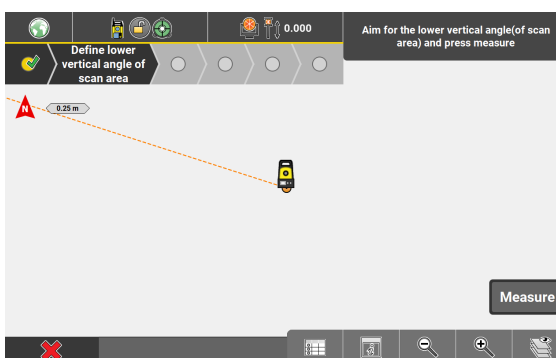 0.000
Aim for the lower vertical angle(of scan
area) and press measure
Define lower
vertical angle of
scan area
N
0.25 m
Measure